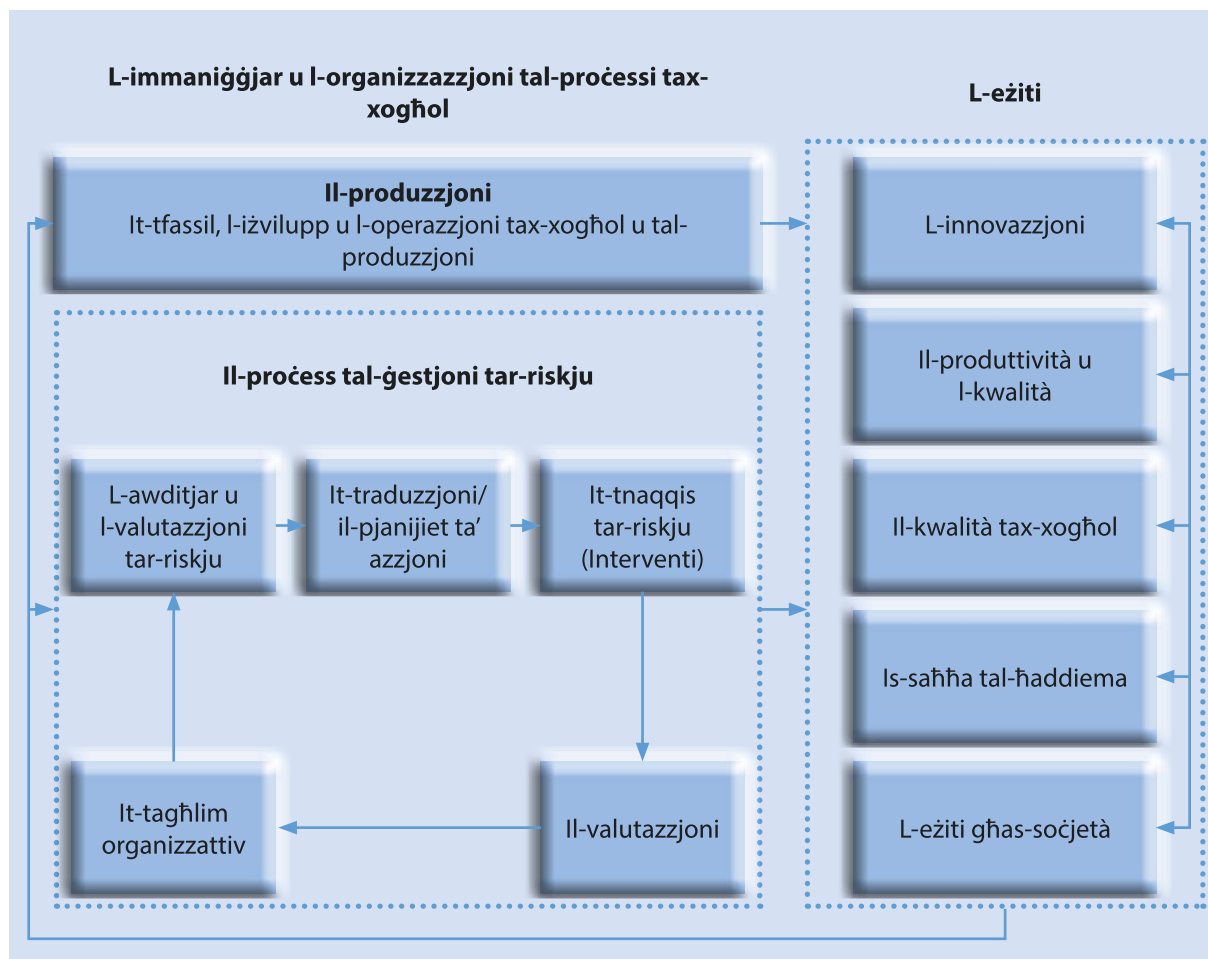 L-immaniġġjar u l-organizzazzjoni tal-proċessi tax-
xogħol
L-eżiti
Il-produzzjoni
It-tfassil, l-iżvilupp u l-operazzjoni tax-xogħol u tal-
produzzjoni
L-innovazzjoni
Il-produttività u
l-kwalità
Il-proċess tal-ġestjoni tar-riskju
L-awditjar u
l-valutazzjoni
tar-riskju
It-traduzzjoni/
il-pjanijiet ta’
azzjoni
It-tnaqqis
tar-riskju
(Interventi)
Il-kwalità tax-xogħol
Is-saħħa tal-ħaddiema
It-tagħlim
organizzattiv
Il-valutazzjoni
L-eżiti għas-soċjetà